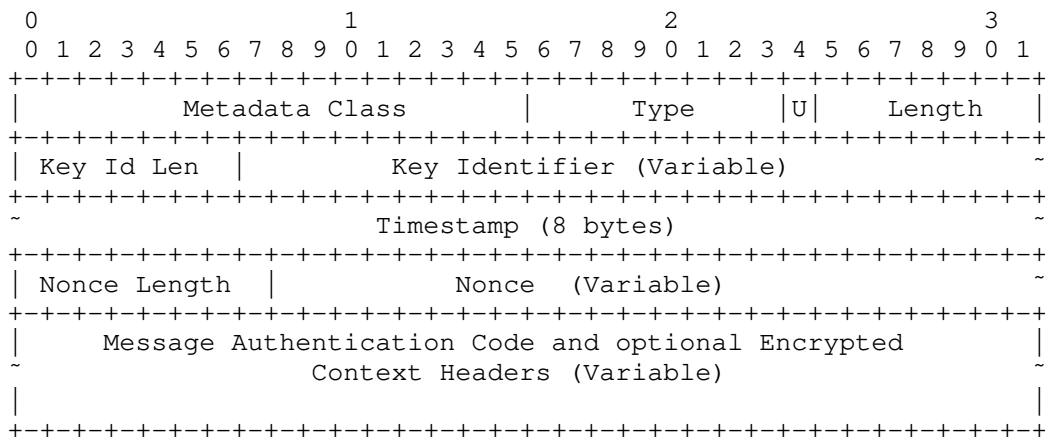 0                   1                   2                   3
 0 1 2 3 4 5 6 7 8 9 0 1 2 3 4 5 6 7 8 9 0 1 2 3 4 5 6 7 8 9 0 1
+-+-+-+-+-+-+-+-+-+-+-+-+-+-+-+-+-+-+-+-+-+-+-+-+-+-+-+-+-+-+-+-+
|          Metadata Class       |      Type     |U|    Length   |
+-+-+-+-+-+-+-+-+-+-+-+-+-+-+-+-+-+-+-+-+-+-+-+-+-+-+-+-+-+-+-+-+
| Key Id Len  |         Key Identifier (Variable)               ~
+-+-+-+-+-+-+-+-+-+-+-+-+-+-+-+-+-+-+-+-+-+-+-+-+-+-+-+-+-+-+-+-+
~                      Timestamp (8 bytes)                      ~
+-+-+-+-+-+-+-+-+-+-+-+-+-+-+-+-+-+-+-+-+-+-+-+-+-+-+-+-+-+-+-+-+
| Nonce Length  |           Nonce  (Variable)                   ~
+-+-+-+-+-+-+-+-+-+-+-+-+-+-+-+-+-+-+-+-+-+-+-+-+-+-+-+-+-+-+-+-+
|     Message Authentication Code and optional Encrypted        |
~                  Context Headers (Variable)                   ~
|                                                               |
+-+-+-+-+-+-+-+-+-+-+-+-+-+-+-+-+-+-+-+-+-+-+-+-+-+-+-+-+-+-+-+-+